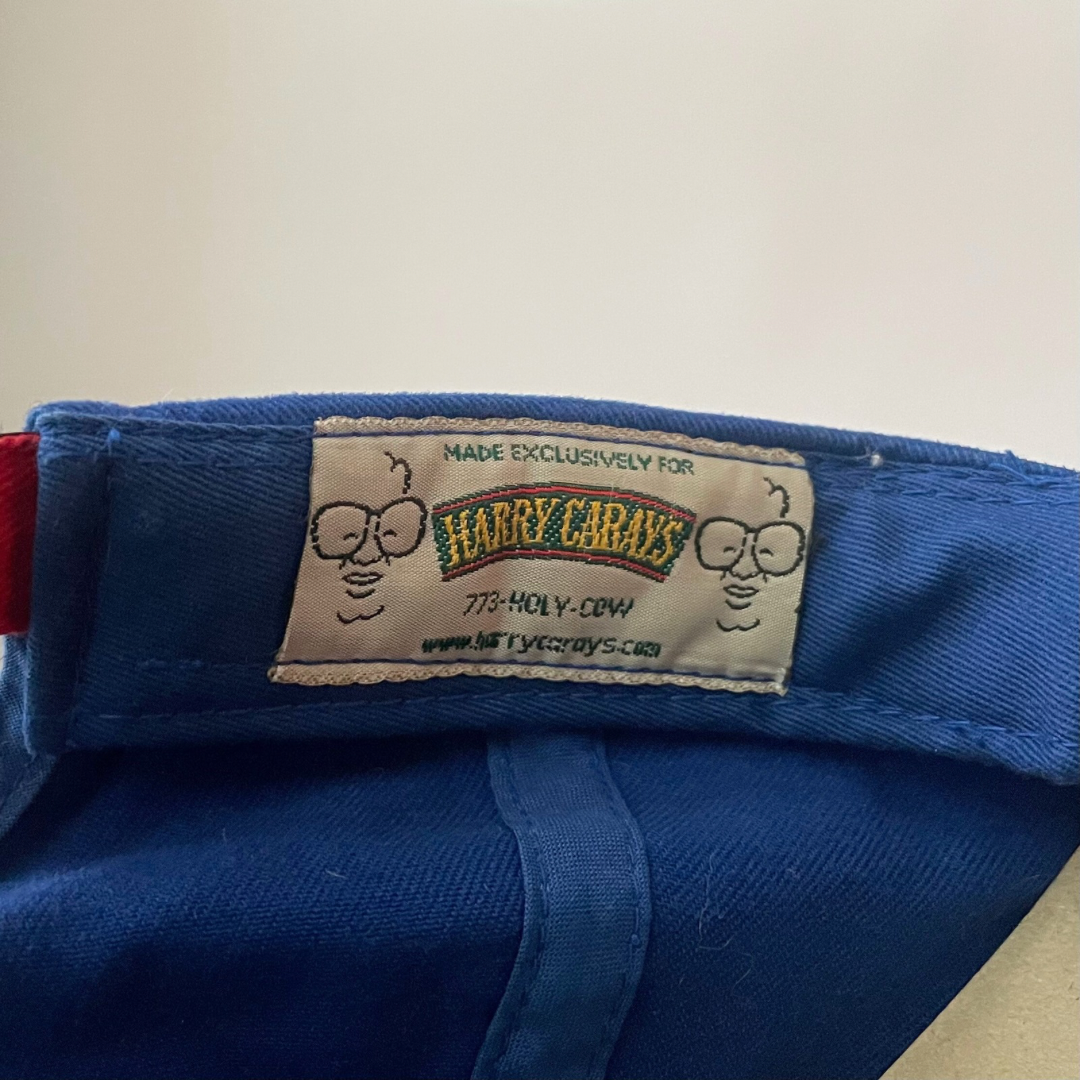 MADE EXCLUSIVELY FOR
HARRY CARAYS
773-HOLY-COW
www.harrycarays.com